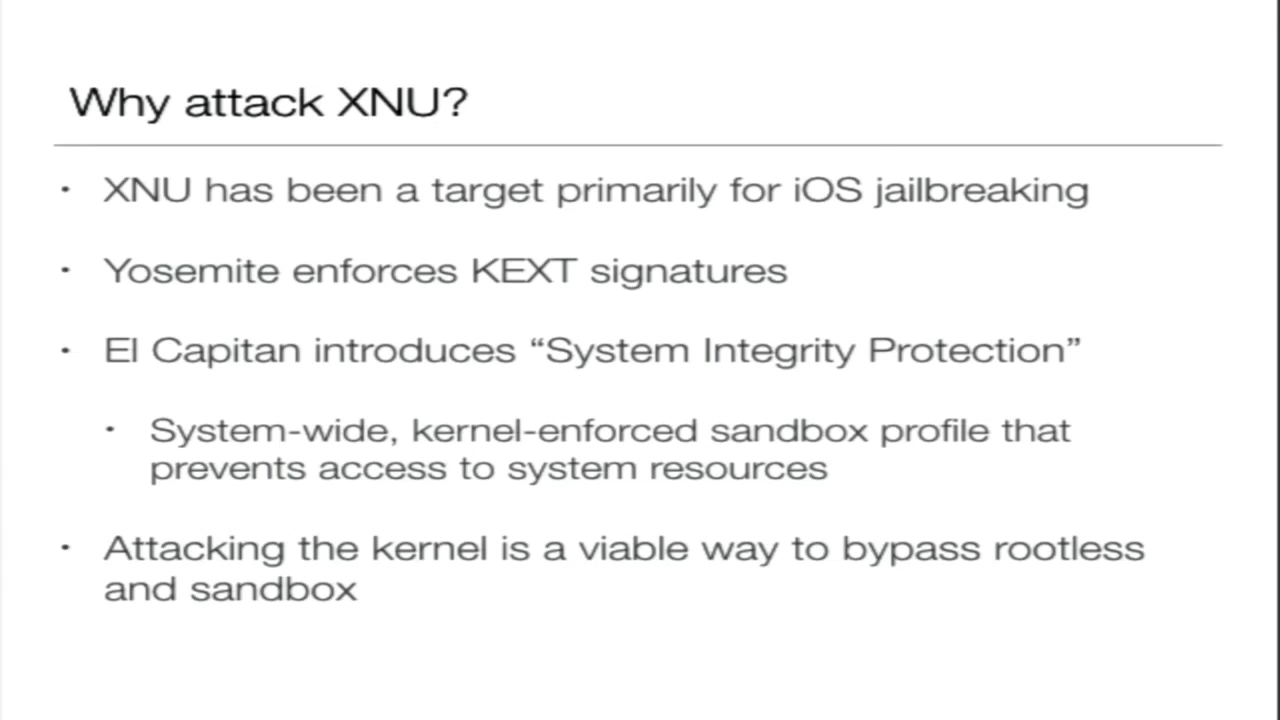 Why attack XNU?
• XNU has been a target primarily for iOS jailbreaking
• Yosemite enforces KEXT signatures
• El Capitan introduces “System Integrity Protection”
• System-wide, kernel-enforced sandbox profile that
prevents access to system resources
• Attacking the kernel is a viable way to bypass rootless
and sandbox